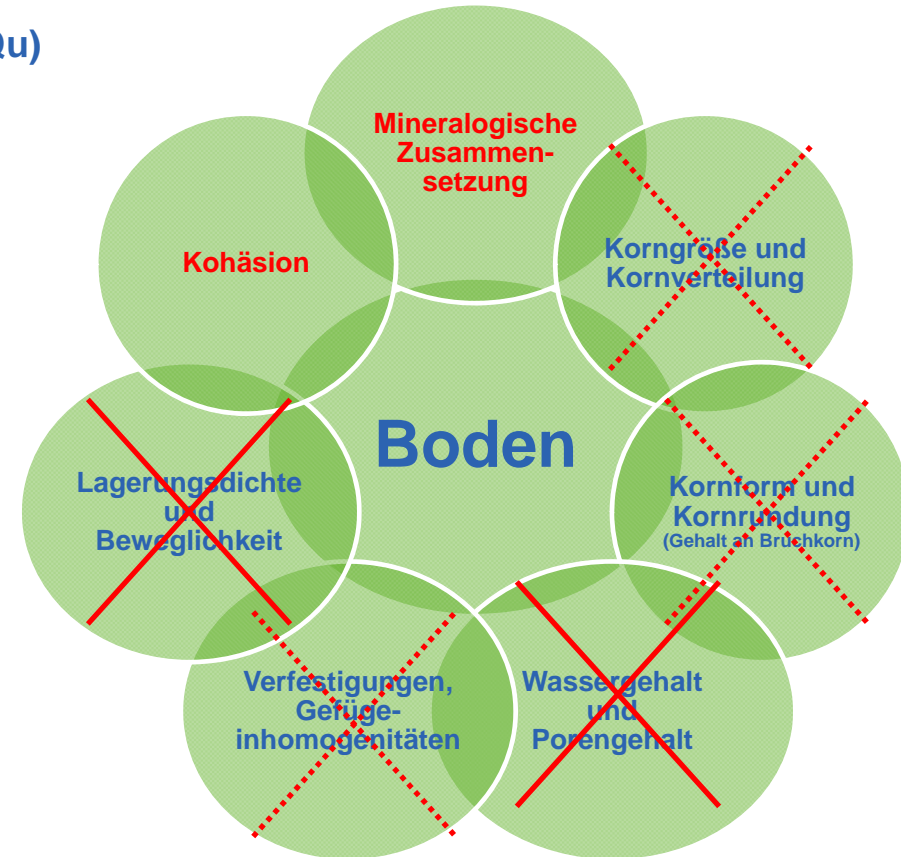 Qu)
Mineralogische
Zusammen-
setzung
Korngröße und
Kornverteilung
Kohäsion
Boden
Lagerungsdichte
und
Beweglichkeit
Kornform und
Kornrundung
(Gehalt an Bruchkorn)
Verfestigungen,
Gefüge-
inhomogenitäten
Wassergehalt
und
Porengehalt